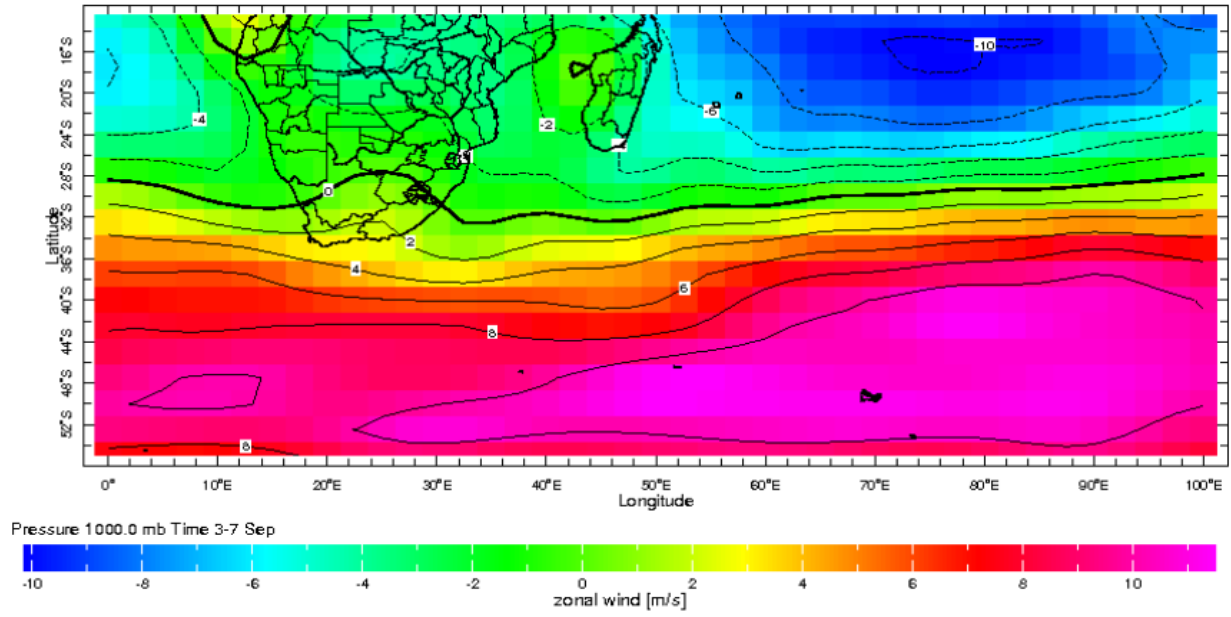 16°S
20°S
24°S
28°S
32°S
36°S
40°S
44°S
48°S
52°S
Latitude
-10
-4
-6
-2
0
2
4
6
8
8
0° 10°E 20°E 30°E 40°E 50°E 60°E 70°E 80°E 90°E 100°E
Longitude
Pressure 1000.0 mb Time 3-7 Sep
-10 -8 -6 -4 -2 0 2 4 6 8 10
zonal wind [m/s]